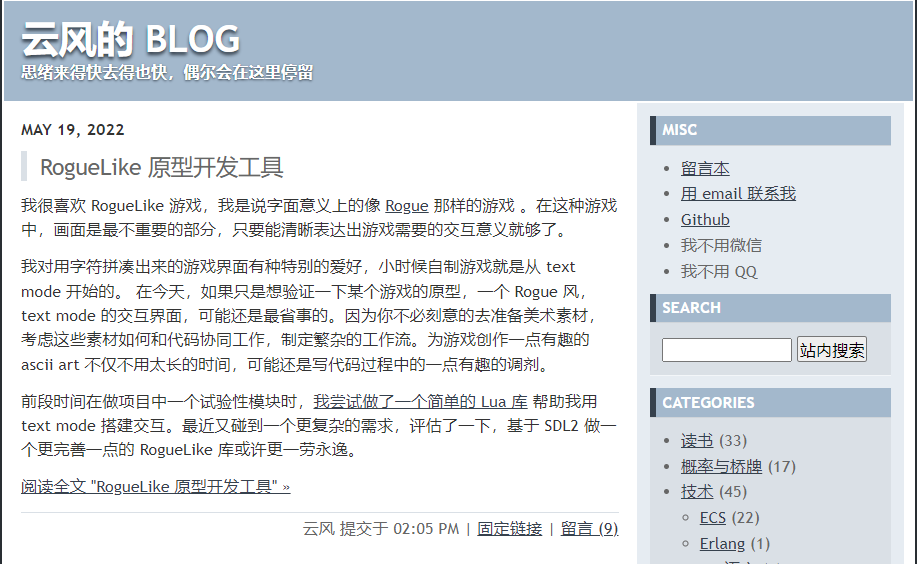 云风的 BLOG
思绪来得快去得也快，偶尔会在这里停留
MAY 19, 2022
RogueLike 原型开发工具
我很喜欢 RogueLike 游戏，我是说字面意义上的像 Rogue 那样的游戏 。在这种游戏
中，画面是最不重要的部分，只要能清晰表达出游戏需要的交互意义就够了。
我对用字符拼凑出来的游戏界面有种特别的爱好，小时候自制游戏就是从 text
mode 开始的。 在今天，如果只是想验证一下某个游戏的原型，一个 Rogue 风，
text mode 的交互界面，可能还是最省事的。因为你不必刻意的去准备美术素材，
考虑这些素材如何和代码协同工作，制定繁杂的工作流。为游戏创作一点有趣的
ascii art 不仅不用太长的时间，可能还是写代码过程中的一点有趣的调剂。
前段时间在做项目中一个试验性模块时，我尝试做了一个简单的 Lua 库 帮助我用
text mode 搭建交互。最近又碰到一个更复杂的需求，评估了一下，基于 SDL2 做一
个更完善一点的 RogueLike 库或许更一劳永逸。
阅读全文 "RogueLike 原型开发工具" »
云风 提交于 02:05 PM | 固定链接 | 留言 (9)
MISC
留言本
用 email 联系我
Github
我不用微信
我不用 QQ
SEARCH
站内搜索
CATEGORIES
读书 (33)
概率与桥牌 (17)
技术 (45)
ECS (22)
Erlang (1)